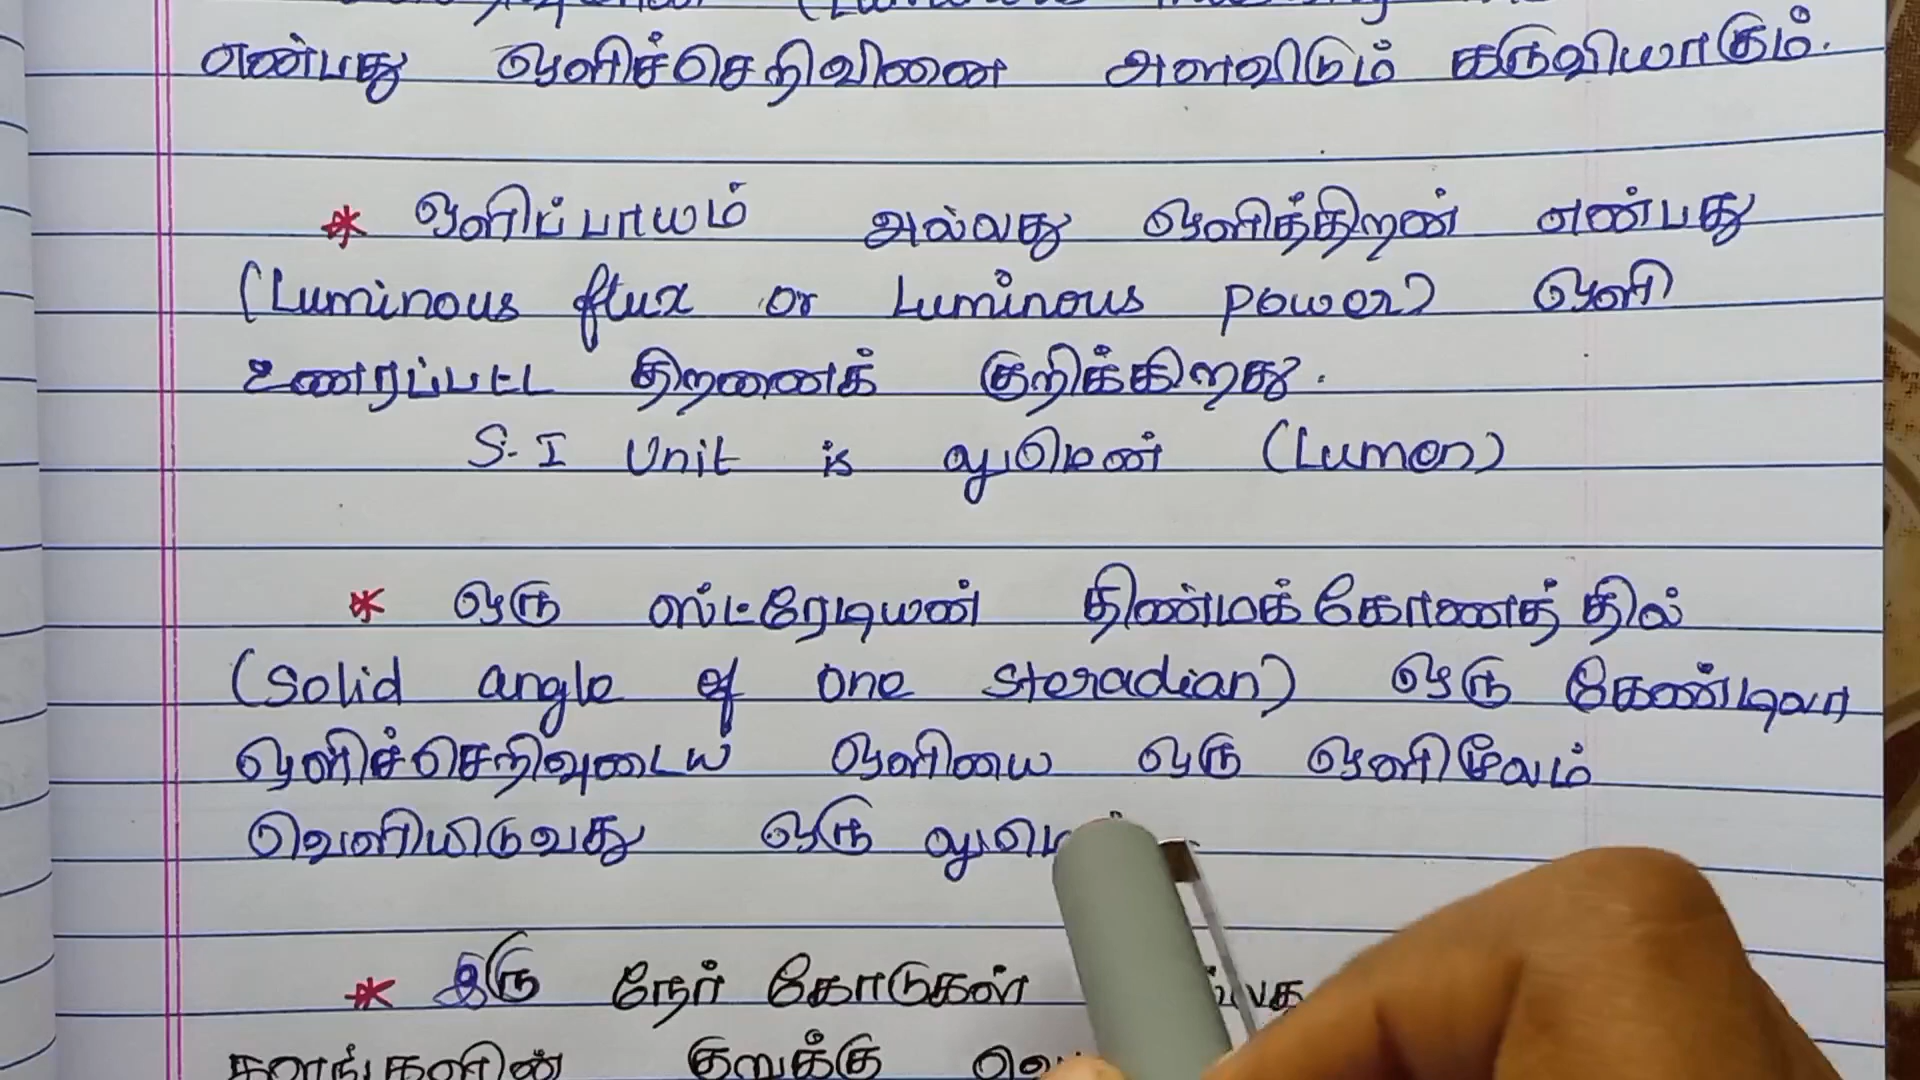 என்பது ஒளிச்செறிவினை அளவிடும் கருவியாகும்.
* ஒளிப்பாயம் அல்லது ஒளித்திறன் என்பது
(Luminous flux or Luminous power) ஒளி
உணரப்பட்ட திறனைக் குறிக்கிறது.
S.I Unit is லுமென் (Lumen)
* ஒரு ஸ்ட்ரேடியன் திண்மக்கோணத்தில்
(Solid angle of one steradian) ஒரு கேண்டிலா
ஒளிச்செறிவுடைய ஒளியை ஒரு ஒளிமூலம்
வெளியிடுவது ஒரு
* இரு நேர் கோடுகள்
தளங்களின் குறுக்கு